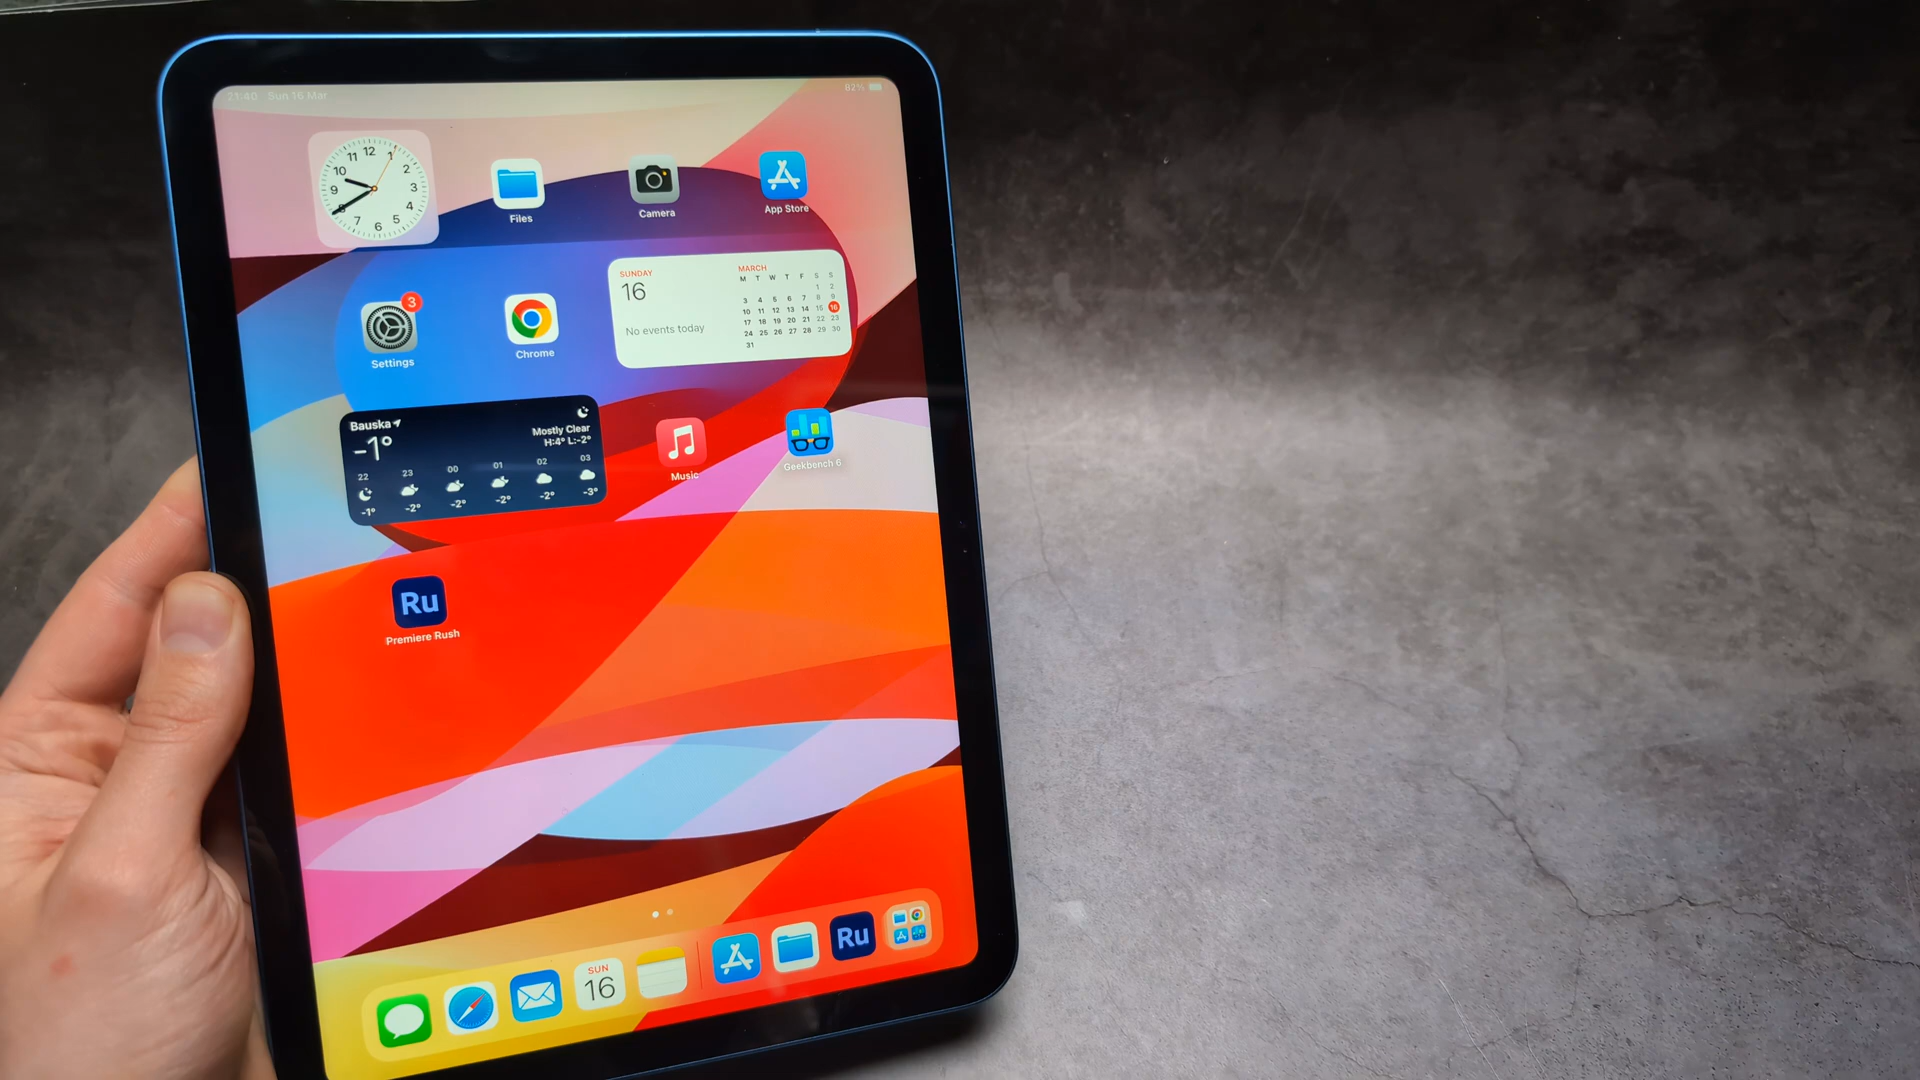 21:40 Sun 16 Mar
82%
12
1
2
3
4
5
6
7
8
9
10
11
Files
Camera
App Store
3
Settings
Chrome
SUNDAY
16
No events today
MARCH
M T W T F S S
1 2
3 4 5 6 7 8 9
10 11 12 13 14 15 16
17 18 19 20 21 22 23
24 25 26 27 28 29 30
31
Bauska
-1°
Mostly Clear
H:4° L:-2°
22 23 00 01 02 03
-1° -2° -2° -2° -2° -3°
Music
Geekbench 6
Ru
Premiere Rush
SUN
16
Ru